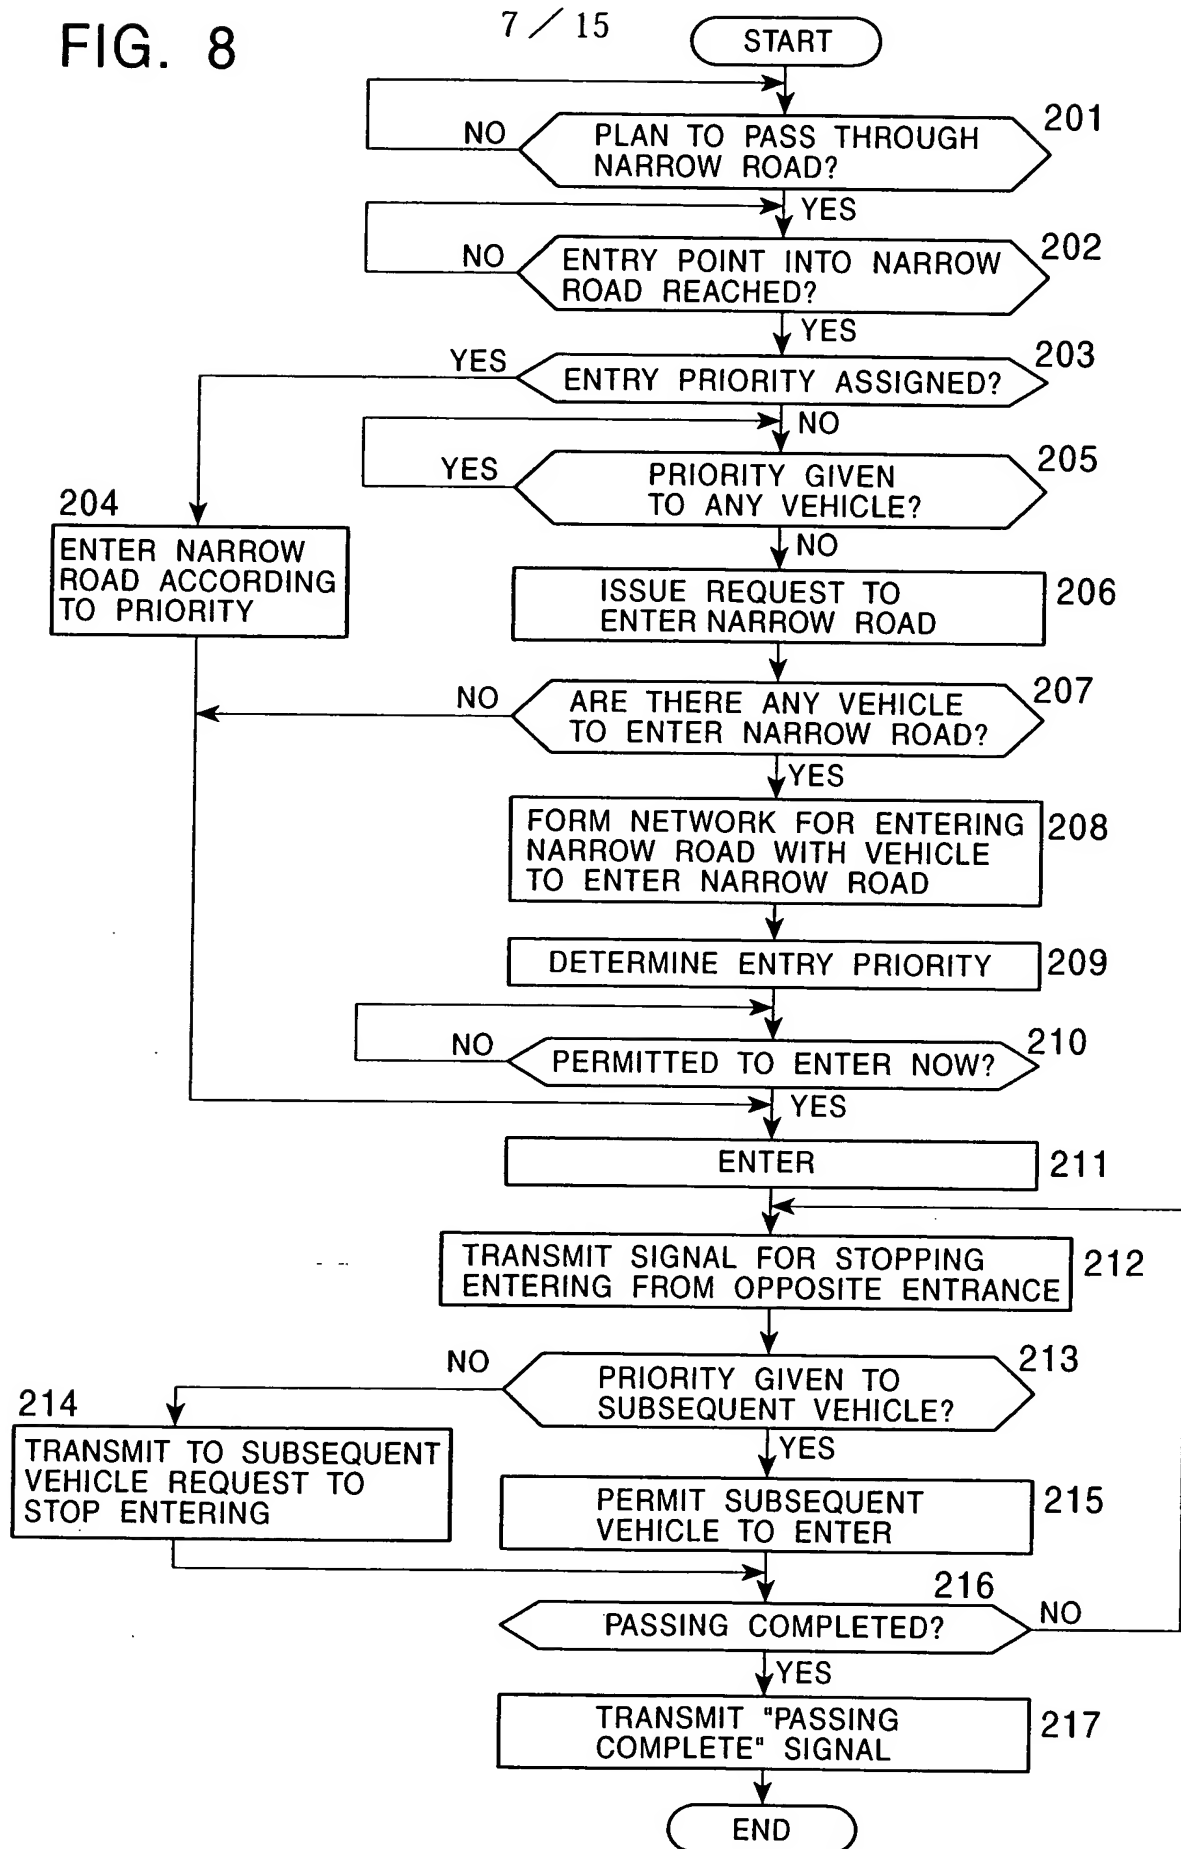 FIG. 8
7 / 15
START
201
NO
PLAN TO PASS THROUGH
NARROW ROAD?
YES
202
NO
ENTRY POINT INTO NARROW
ROAD REACHED?
YES
203
YES
ENTRY PRIORITY ASSIGNED?
NO
205
YES
PRIORITY GIVEN
TO ANY VEHICLE?
NO
204
ENTER NARROW
ROAD ACCORDING
TO PRIORITY
ISSUE REQUEST TO
ENTER NARROW ROAD
206
207
NO
ARE THERE ANY VEHICLE
TO ENTER NARROW ROAD?
YES
FORM NETWORK FOR ENTERING
NARROW ROAD WITH VEHICLE
TO ENTER NARROW ROAD
208
DETERMINE ENTRY PRIORITY
209
210
NO
PERMITTED TO ENTER NOW?
YES
ENTER
211
TRANSMIT SIGNAL FOR STOPPING
ENTERING FROM OPPOSITE ENTRANCE
212
213
NO
PRIORITY GIVEN TO
SUBSEQUENT VEHICLE?
YES
214
TRANSMIT TO SUBSEQUENT
VEHICLE REQUEST TO
STOP ENTERING
PERMIT SUBSEQUENT
VEHICLE TO ENTER
215
216
PASSING COMPLETED?
NO
YES
TRANSMIT "PASSING
COMPLETE" SIGNAL
217
END